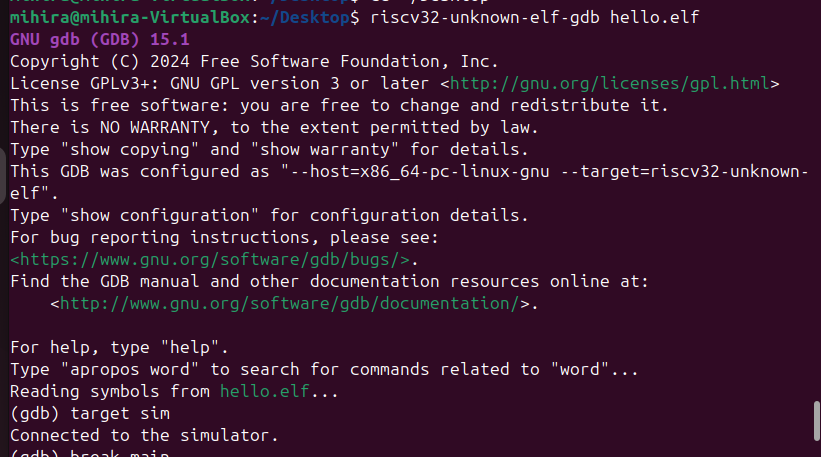 mihira@mihira-VirtualBox:~/Desktop$ riscv32-unknown-elf-gdb hello.elf
GNU gdb (GDB) 15.1
Copyright (C) 2024 Free Software Foundation, Inc.
License GPLv3+: GNU GPL version 3 or later <http://gnu.org/licenses/gpl.html>
This is free software: you are free to change and redistribute it.
There is NO WARRANTY, to the extent permitted by law.
Type "show copying" and "show warranty" for details.
This GDB was configured as "--host=x86_64-pc-linux-gnu --target=riscv32-unknown-
elf".
Type "show configuration" for configuration details.
For bug reporting instructions, please see:
<https://www.gnu.org/software/gdb/bugs/>.
Find the GDB manual and other documentation resources online at:
    <http://www.gnu.org/software/gdb/documentation/>.
For help, type "help".
Type "apropos word" to search for commands related to "word"...
Reading symbols from hello.elf...
(gdb) target sim
Connected to the simulator.
(gdb) break main